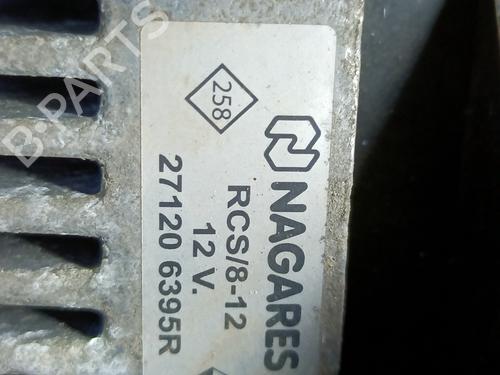 B-PARTS
258
NAGARES
RCS/8-12
12 V.
27120 6395R